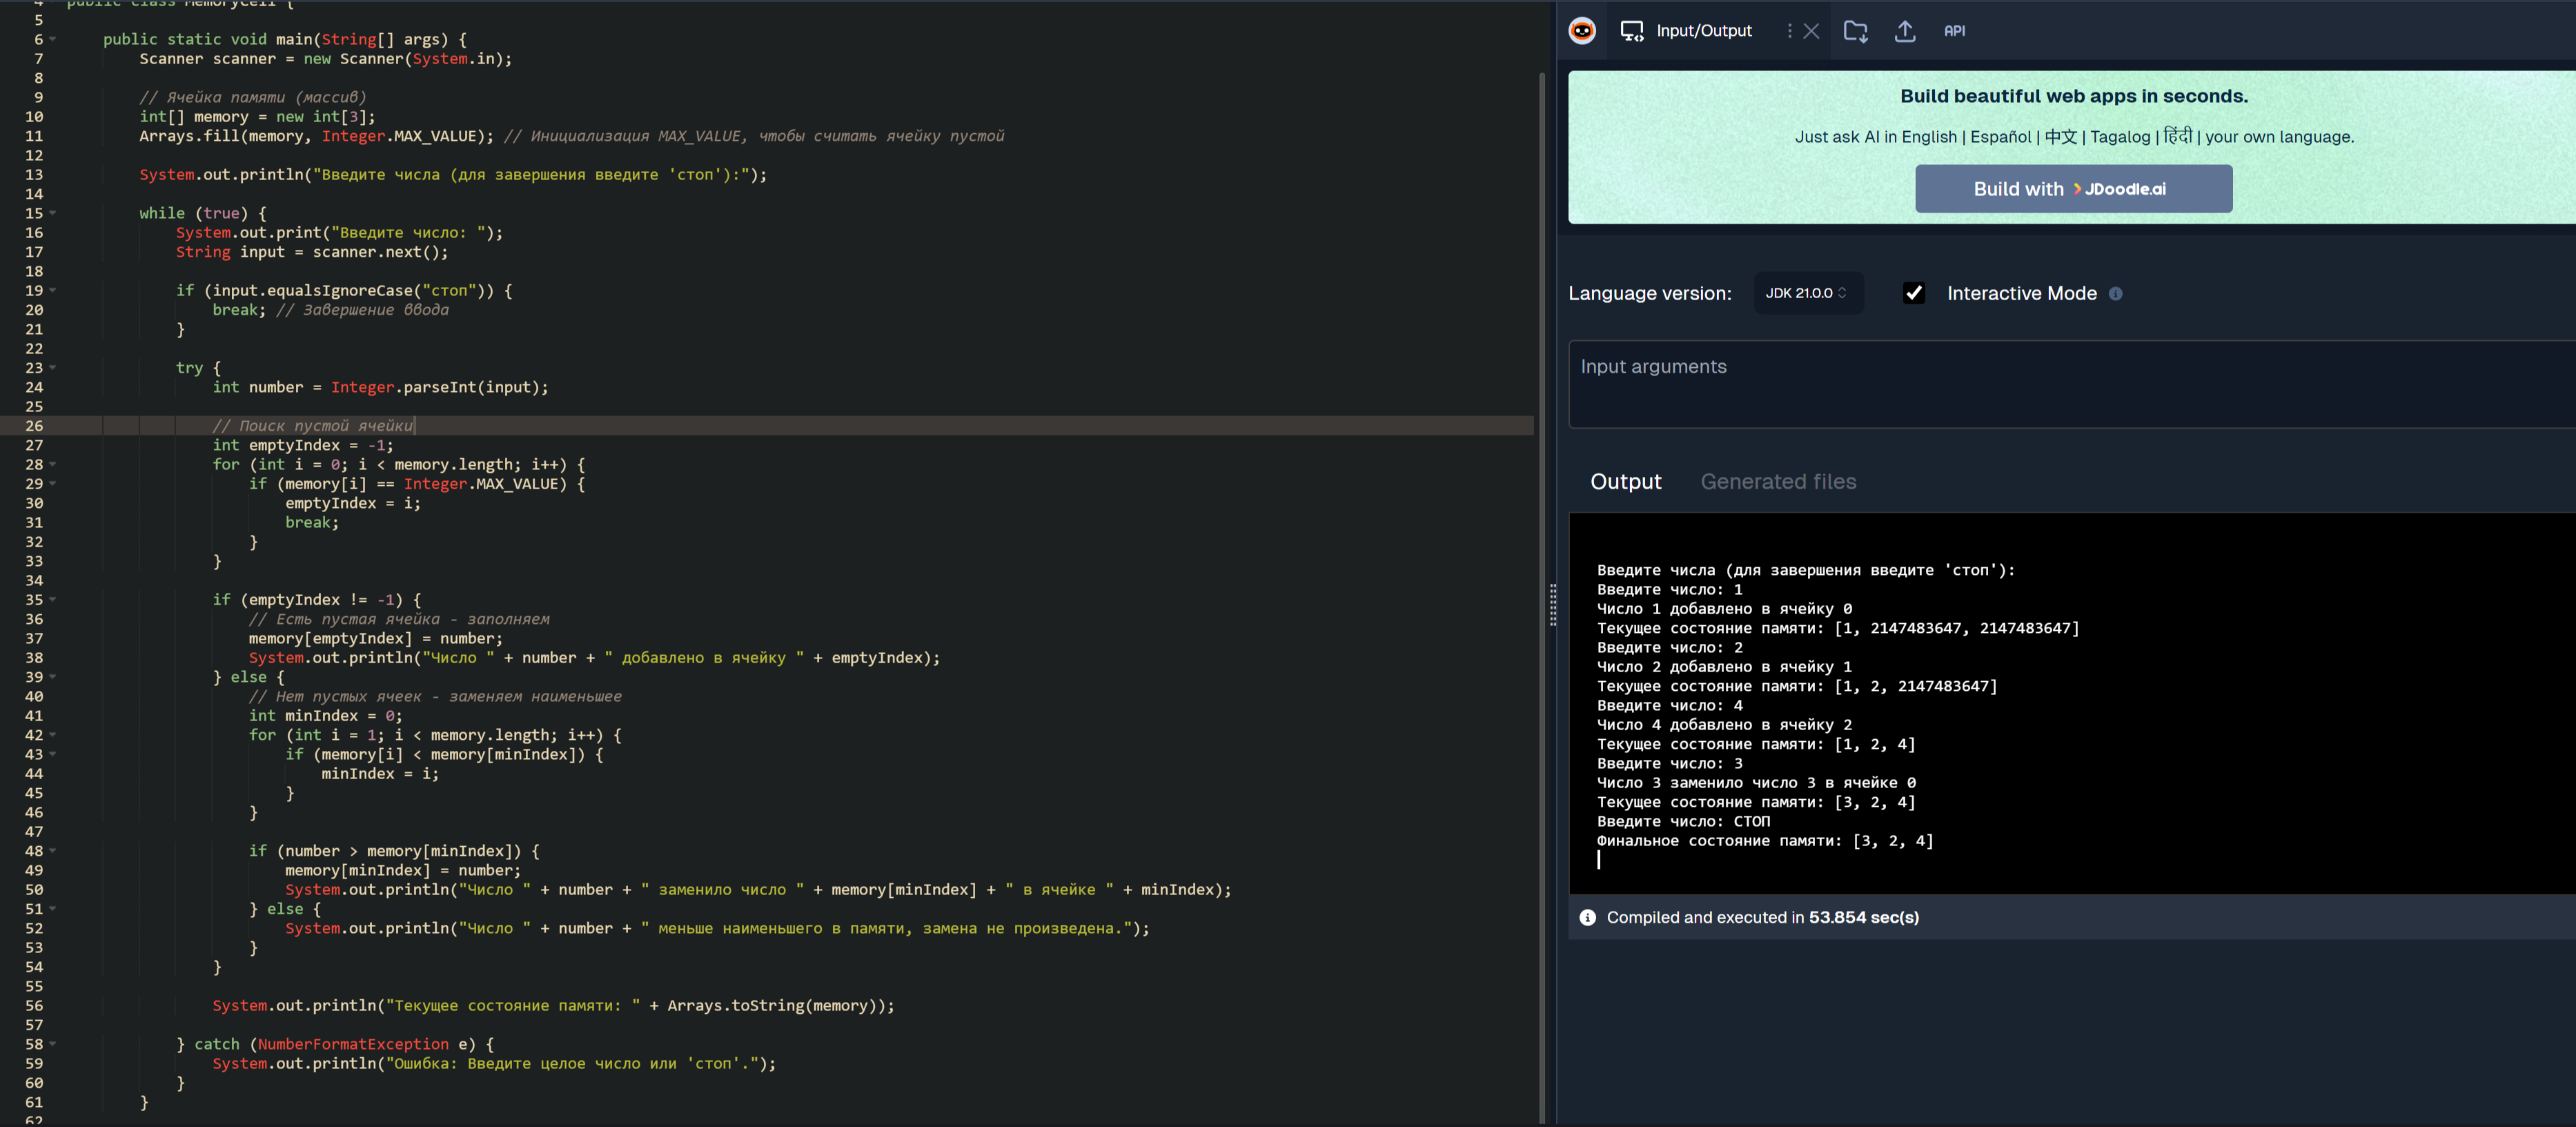 4 public class MemoryCell {
5
6 public static void main(String[] args) {
7 Scanner scanner = new Scanner(System.in);
8
9 // Ячейка памяти (массив)
10 int[] memory = new int[3];
11 Arrays.fill(memory, Integer.MAX_VALUE); // Инициализация MAX_VALUE, чтобы считать ячейку пустой
12
13 System.out.println("Введите числа (для завершения введите 'стоп'):");
14
15 while (true) {
16 System.out.print("Введите число: ");
17 String input = scanner.next();
18
19 if (input.equalsIgnoreCase("стоп")) {
20 break; // Завершение ввода
21 }
22
23 try {
24 int number = Integer.parseInt(input);
25
26 // Поиск пустой ячейки
27 int emptyIndex = -1;
28 for (int i = 0; i < memory.length; i++) {
29 if (memory[i] == Integer.MAX_VALUE) {
30 emptyIndex = i;
31 break;
32 }
33 }
34
35 if (emptyIndex != -1) {
36 // Есть пустая ячейка - заполняем
37 memory[emptyIndex] = number;
38 System.out.println("Число " + number + " добавлено в ячейку " + emptyIndex);
39 } else {
40 // Нет пустых ячеек - заменяем наименьшее
41 int minIndex = 0;
42 for (int i = 1; i < memory.length; i++) {
43 if (memory[i] < memory[minIndex]) {
44 minIndex = i;
45 }
46 }
47
48 if (number > memory[minIndex]) {
49 memory[minIndex] = number;
50 System.out.println("Число " + number + " заменило число " + memory[minIndex] + " в ячейке " + minIndex);
51 } else {
52 System.out.println("Число " + number + " меньше наименьшего в памяти, замена не произведена.");
53 }
54 }
55
56 System.out.println("Текущее состояние памяти: " + Arrays.toString(memory));
57
58 } catch (NumberFormatException e) {
59 System.out.println("Ошибка: Введите целое число или 'стоп'.");
60 }
61 }
62
Input/Output
API
Build beautiful web apps in seconds.
Just ask AI in English | Español | 中文 | Tagalog | हिंदी | your own language.
Build with JDoodle.ai
Language version: JDK 21.0.0 Interactive Mode
Input arguments
Output Generated files
Введите числа (для завершения введите 'стоп'):
Введите число: 1
Число 1 добавлено в ячейку 0
Текущее состояние памяти: [1, 2147483647, 2147483647]
Введите число: 2
Число 2 добавлено в ячейку 1
Текущее состояние памяти: [1, 2, 2147483647]
Введите число: 4
Число 4 добавлено в ячейку 2
Текущее состояние памяти: [1, 2, 4]
Введите число: 3
Число 3 заменило число 3 в ячейке 0
Текущее состояние памяти: [3, 2, 4]
Введите число: СТОП
Финальное состояние памяти: [3, 2, 4]
Compiled and executed in 53.854 sec(s)